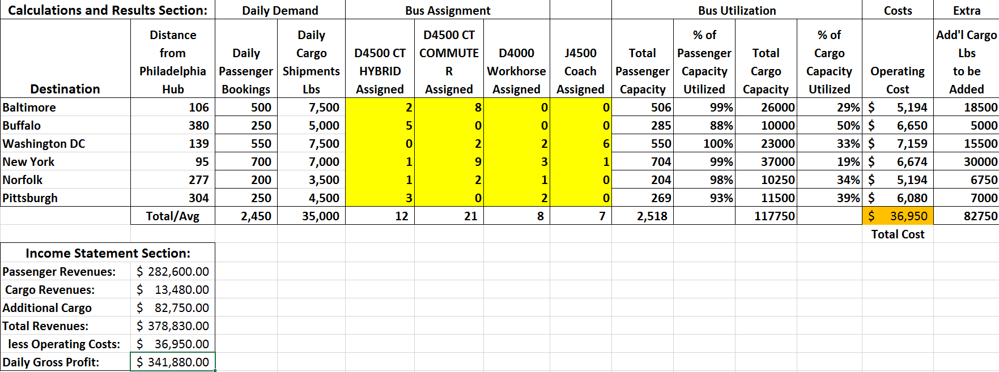 Calculations and Results Section: Daily Demand Bus Assignment Bus Utilization Costs Extra
Distance D4500 CT % of % of Add'l Cargo
from Daily Daily COMMUTE Total Passenger Total Cargo Lbs
Philadelphia Passenger Cargo D4500 CT R D4000 J4500 Passenger Capacity Cargo Capacity Operating to be
Destination Hub Bookings Shipments HYBRID Assigned Workhorse Coach Capacity Utilized Capacity Utilized Cost Added
Lbs Assigned Assigned Assigned
Baltimore 106 500 7,500 2 8 0 0 506 99% 26000 29% $ 5,194 18500
Buffalo 380 250 5,000 5 0 0 0 285 88% 10000 50% $ 6,650 5000
Washington DC 139 550 7,500 0 2 2 6 550 100% 23000 33% $ 7,159 15500
New York 95 700 7,000 1 9 3 1 704 99% 37000 19% $ 6,674 30000
Norfolk 277 200 3,500 1 2 1 0 204 98% 10250 34% $ 5,194 6750
Pittsburgh 304 250 4,500 3 0 2 0 269 93% 11500 39% $ 6,080 7000
Total/Avg 2,450 35,000 12 21 8 7 2,518 117750 $ 36,950 82750
Total Cost
Income Statement Section:
Passenger Revenues: $ 282,600.00
Cargo Revenues: $ 13,480.00
Additional Cargo $ 82,750.00
Total Revenues: $ 378,830.00
less Operating Costs: $ 36,950.00
Daily Gross Profit: $ 341,880.00